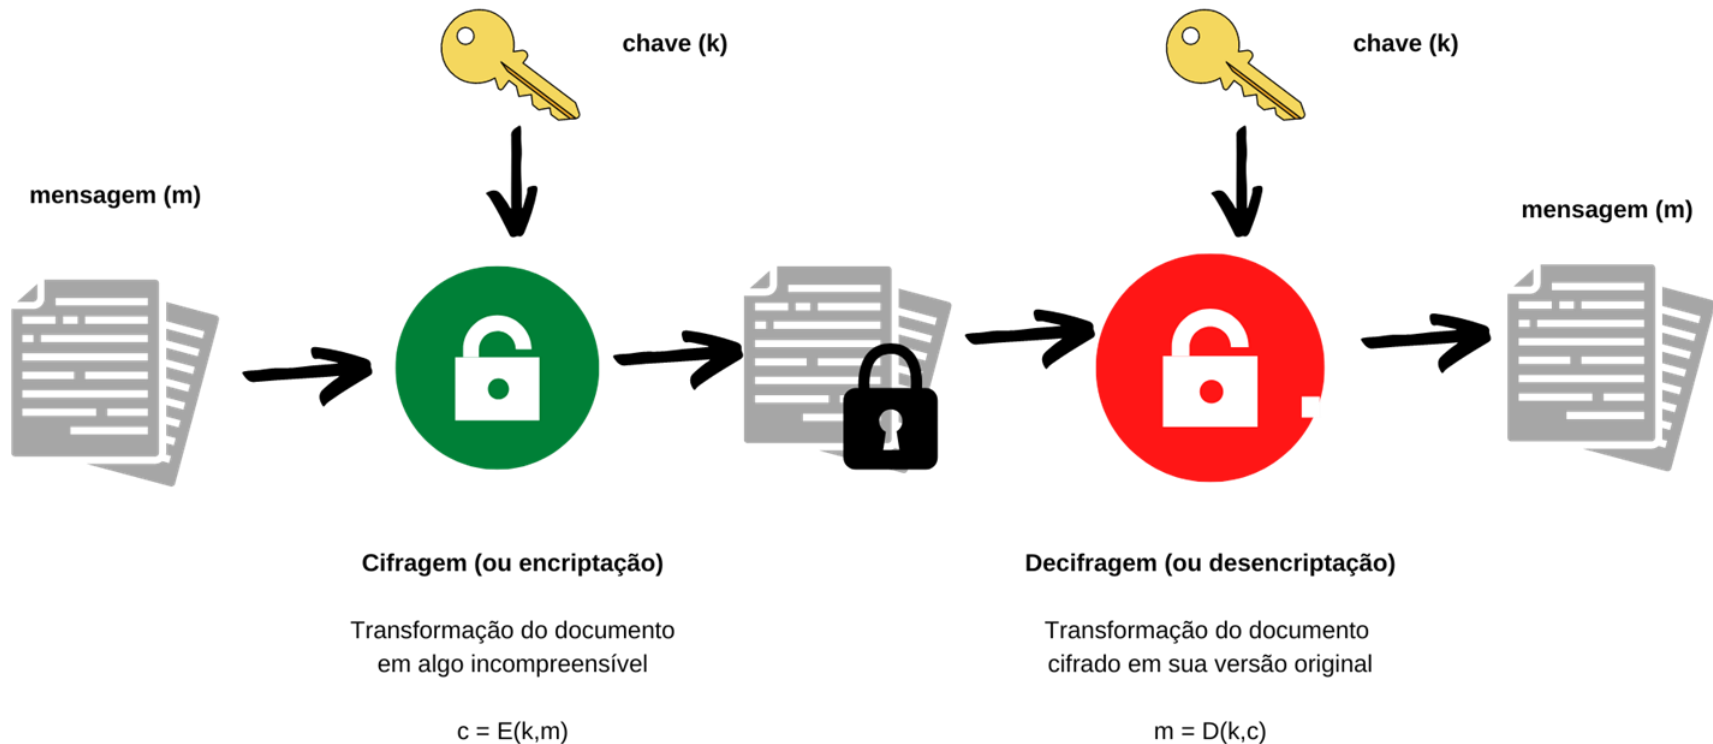 chave (k)
chave (k)
mensagem (m)
mensagem (m)
Cifragem (ou encriptação)
Transformação do documento
em algo incompreensível
c = E(k,m)
Decifragem (ou desencriptação)
Transformação do documento
cifrado em sua versão original
m = D(k,c)